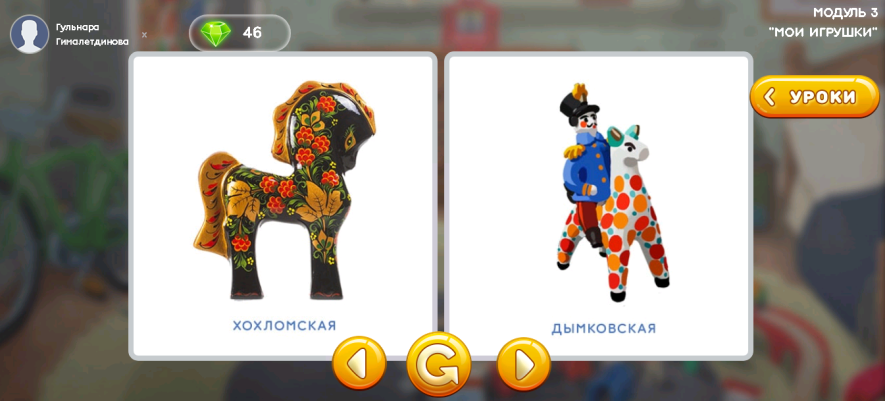 Гульнара
Гималетдинова
x
46
МОДУЛЬ 3
"МОИ ИГРУШКИ"
УРОКИ
ХОХЛОМСКАЯ
ДЫМКОВСКАЯ